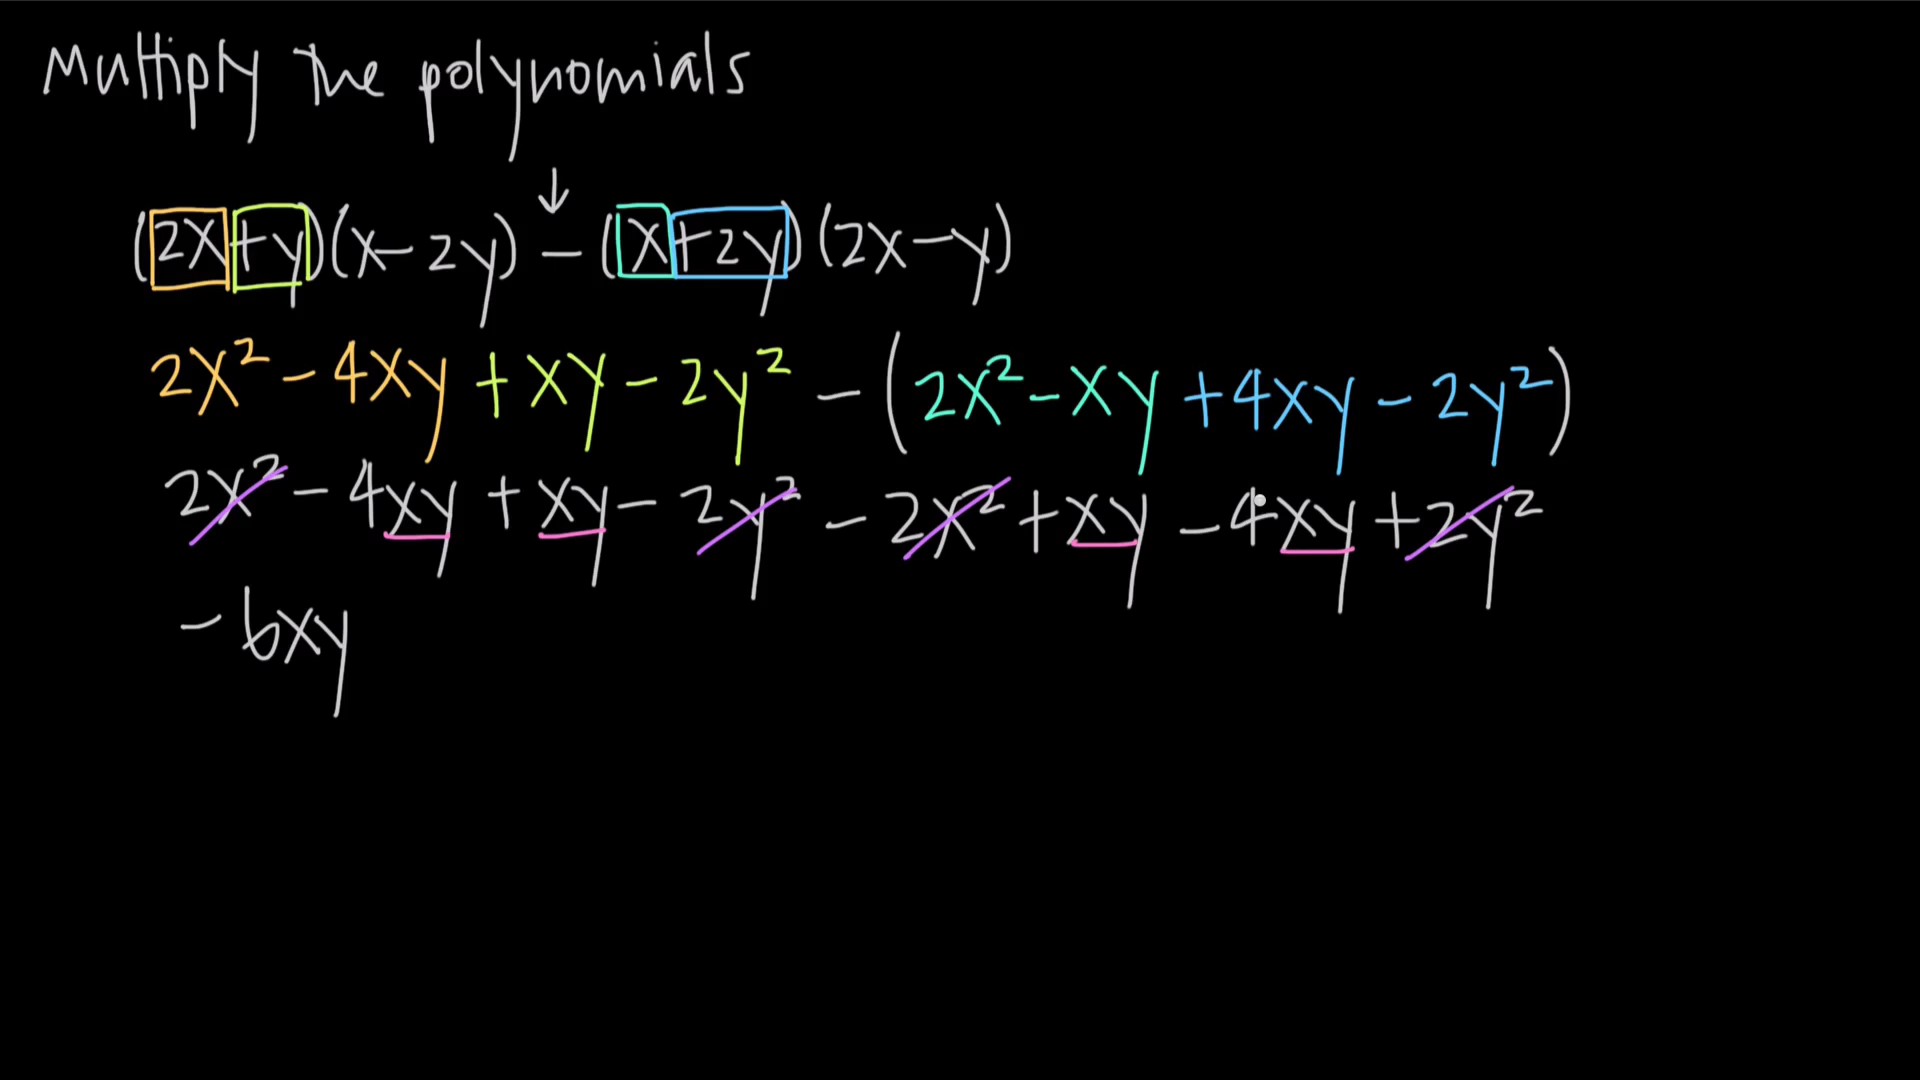 Multiply the polynomials
(2x+y)(x-2y) - (x+2y)(2x-y)
2x² - 4xy + xy - 2y² - (2x² - xy + 4xy - 2y²)
2x² - 4xy + xy - 2y² - 2x² + xy - 4xy + 2y²
- 6xy